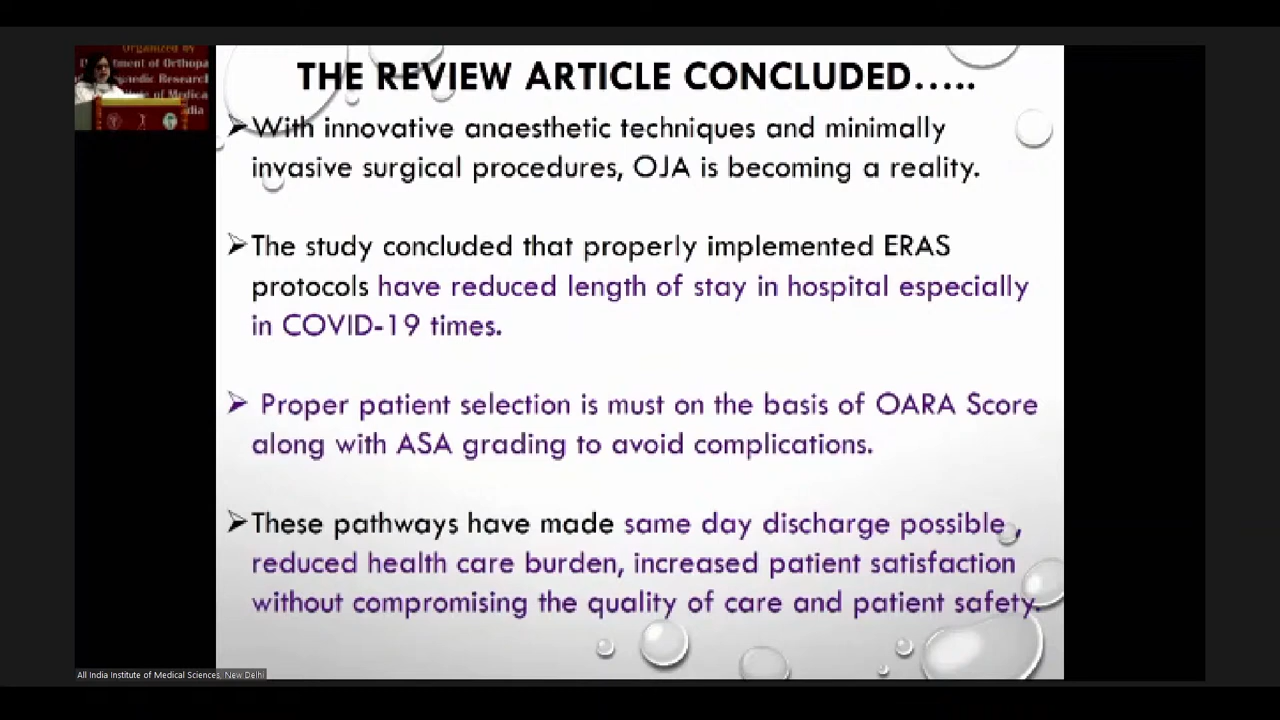 Organized by
ment of Orthopa
aedic Research
itute of Medica
dia
THE REVIEW ARTICLE CONCLUDED.....
➢With innovative anaesthetic techniques and minimally
invasive surgical procedures, OJA is becoming a reality.
➢The study concluded that properly implemented ERAS
protocols have reduced length of stay in hospital especially
in COVID-19 times.
➢ Proper patient selection is must on the basis of OARA Score
along with ASA grading to avoid complications.
➢These pathways have made same day discharge possible ,
reduced health care burden, increased patient satisfaction
without compromising the quality of care and patient safety.
All India Institute of Medical Sciences, New Delhi